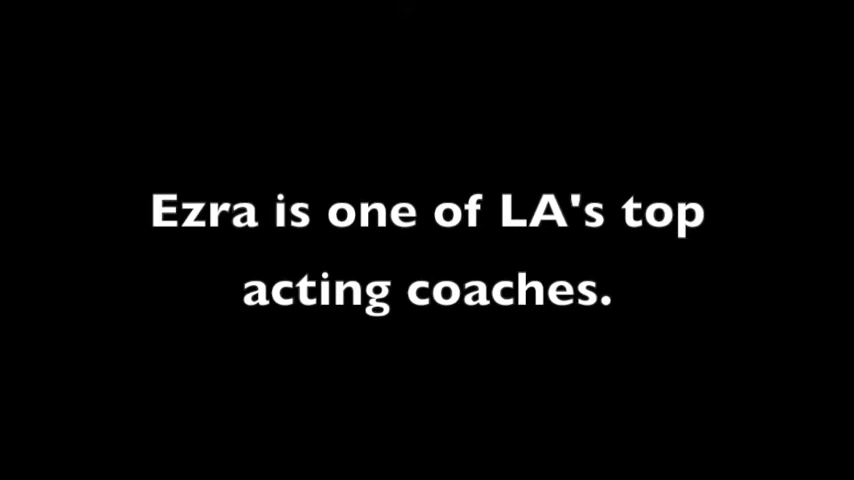 Ezra is one of LA's top
acting coaches.